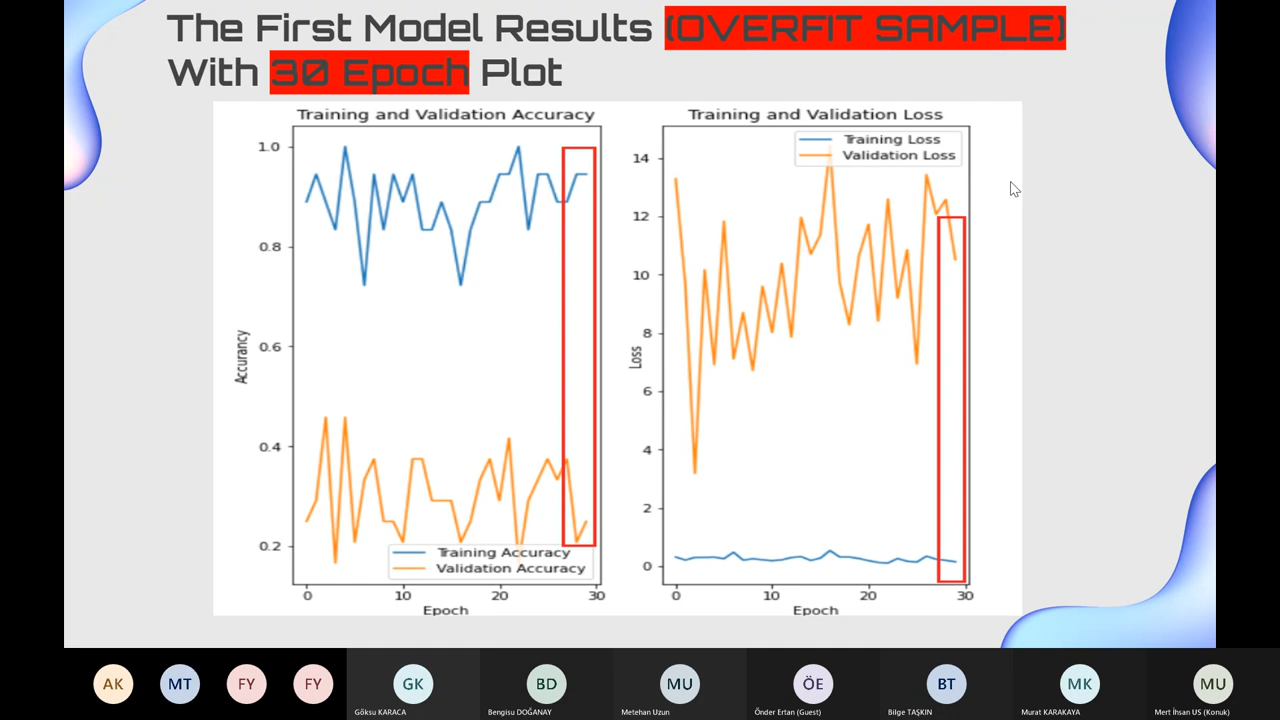 The First Model Results (OVERFIT SAMPLE)
With 30 Epoch Plot
Training and Validation Accuracy
1.0
0.8
0.6
0.4
0.2
Accurancy
Training Accuracy
Validation Accuracy
0 10 20 30
Epoch
Training and Validation Loss
Training Loss
Validation Loss
14
12
10
8
6
4
2
0
Loss
0 10 20 30
Epoch
AK MT FY FY GK BD MU ÖE BT MK MU
Göksu KARACA Bengisu DOĞANAY Metehan Uzun Önder Ertan (Guest) Bilge TAŞKIN Murat KARAKAYA Mert İhsan US (Konuk)